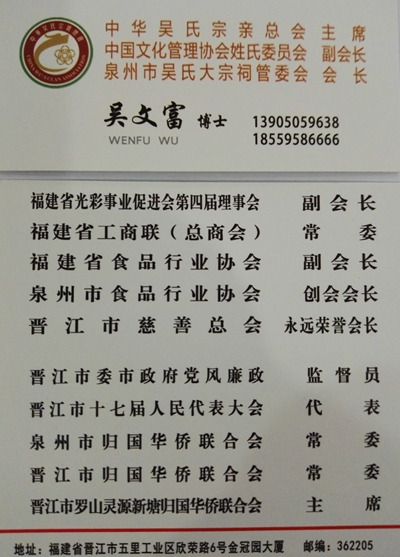 中华吴氏宗亲总会 主席
中国文化管理协会姓氏委员会 副会长
泉州市吴氏大宗祠管委会 会长
吴文富 博士 13905059638
WENFU WU 18559586666
福建省光彩事业促进会第四届理事会 副会长
福建省工商联（总商会） 常委
福建省食品行业协会 副会长
泉州市食品行业协会 创会会长
晋江市慈善总会 永远荣誉会长
晋江市委市政府党风廉政 监督员
晋江市十七届人民代表大会 代表
泉州市归国华侨联合会 常委
晋江市归国华侨联合会 常委
晋江市罗山灵源新塘归国华侨联合会 主席
地址：福建省晋江市五里工业区欣荣路6号金冠园大厦 邮编：362205